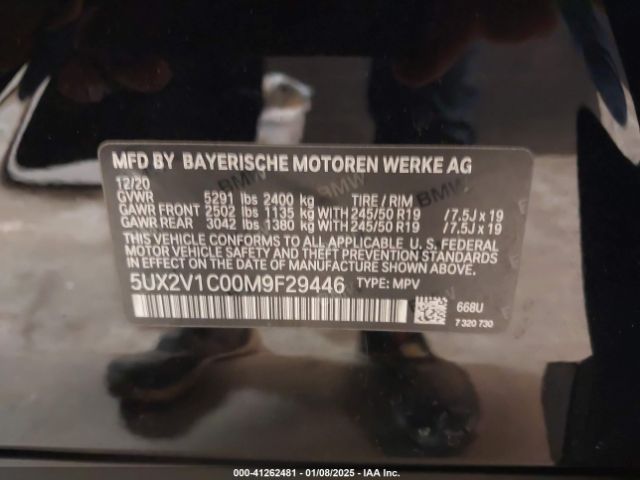 MFD BY BAYERISCHE MOTOREN WERKE AG
12/20
GVWR 5291 lbs 2400 kg TIRE / RIM
GAWR FRONT 2502 lbs 1135 kg WITH 245/50 R19 /7.5J x 19
GAWR REAR 3042 lbs 1380 kg WITH 245/50 R19 /7.5J x 19
THIS VEHICLE CONFORMS TO ALL APPLICABLE U. S. FEDERAL
MOTOR VEHICLE SAFETY AND THEFT PREVENTION STANDARDS
IN EFFECT ON THE DATE OF MANUFACTURE SHOWN ABOVE.
5UX2V1C00M9F29446 TYPE: MPV
668U
7 320 730
000-41262481 - 01/08/2025 - IAA Inc.